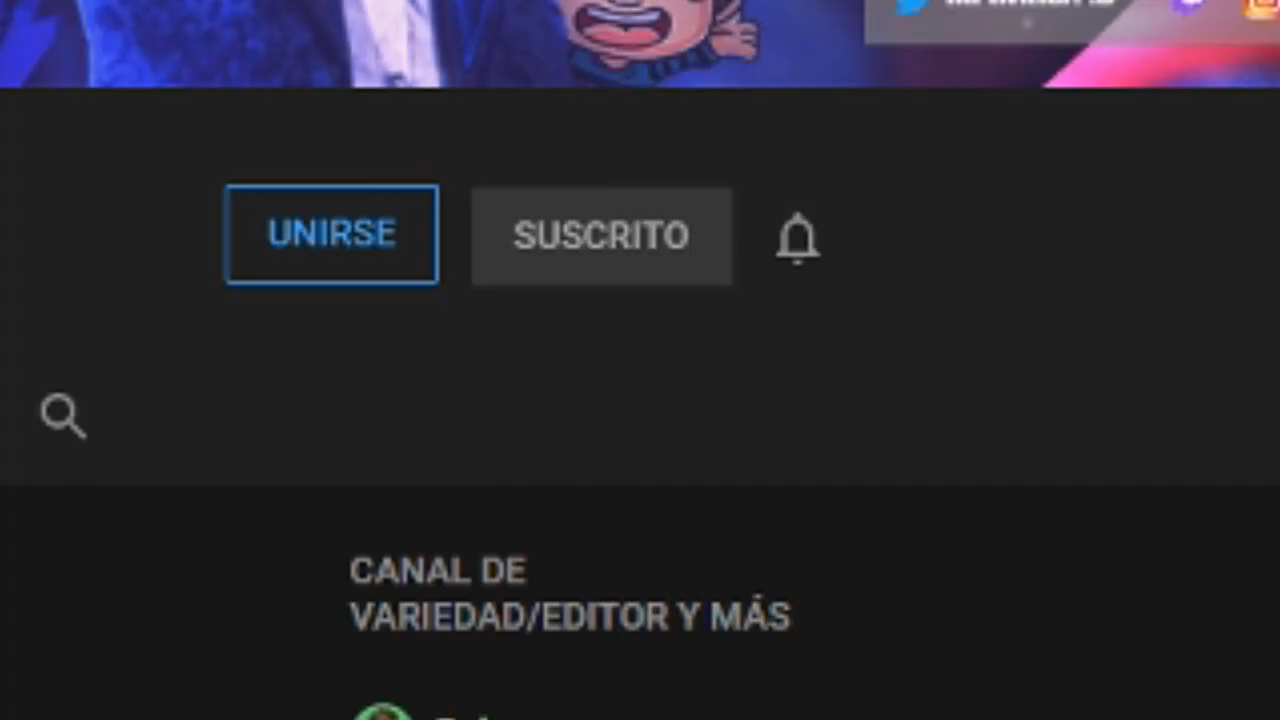 UNIRSE
SUSCRITO
CANAL DE
VARIEDAD/EDITOR Y MÁS